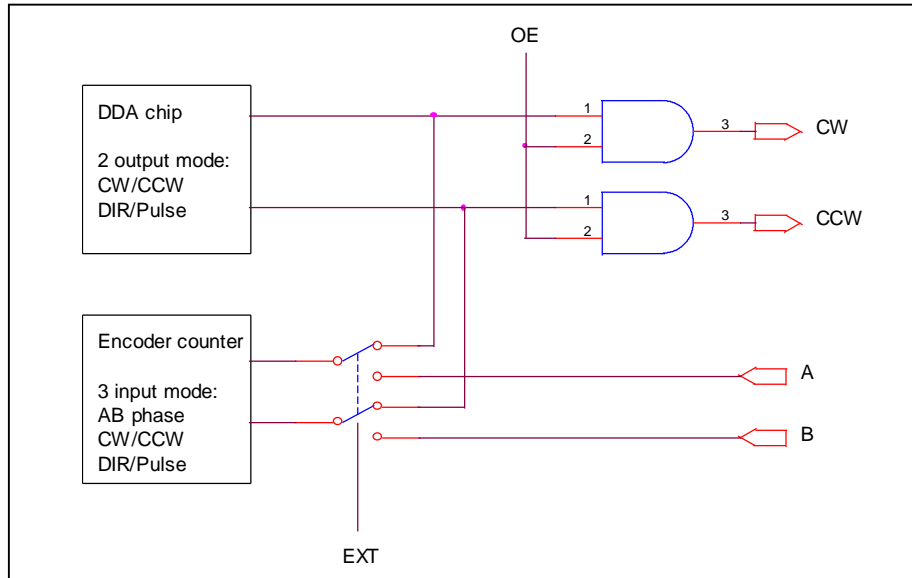 OE
DDA chip
2 output mode:
CW/CCW
DIR/Pulse
1
2
3
CW
1
2
3
CCW
Encoder counter
3 input mode:
AB phase
CW/CCW
DIR/Pulse
A
B
EXT